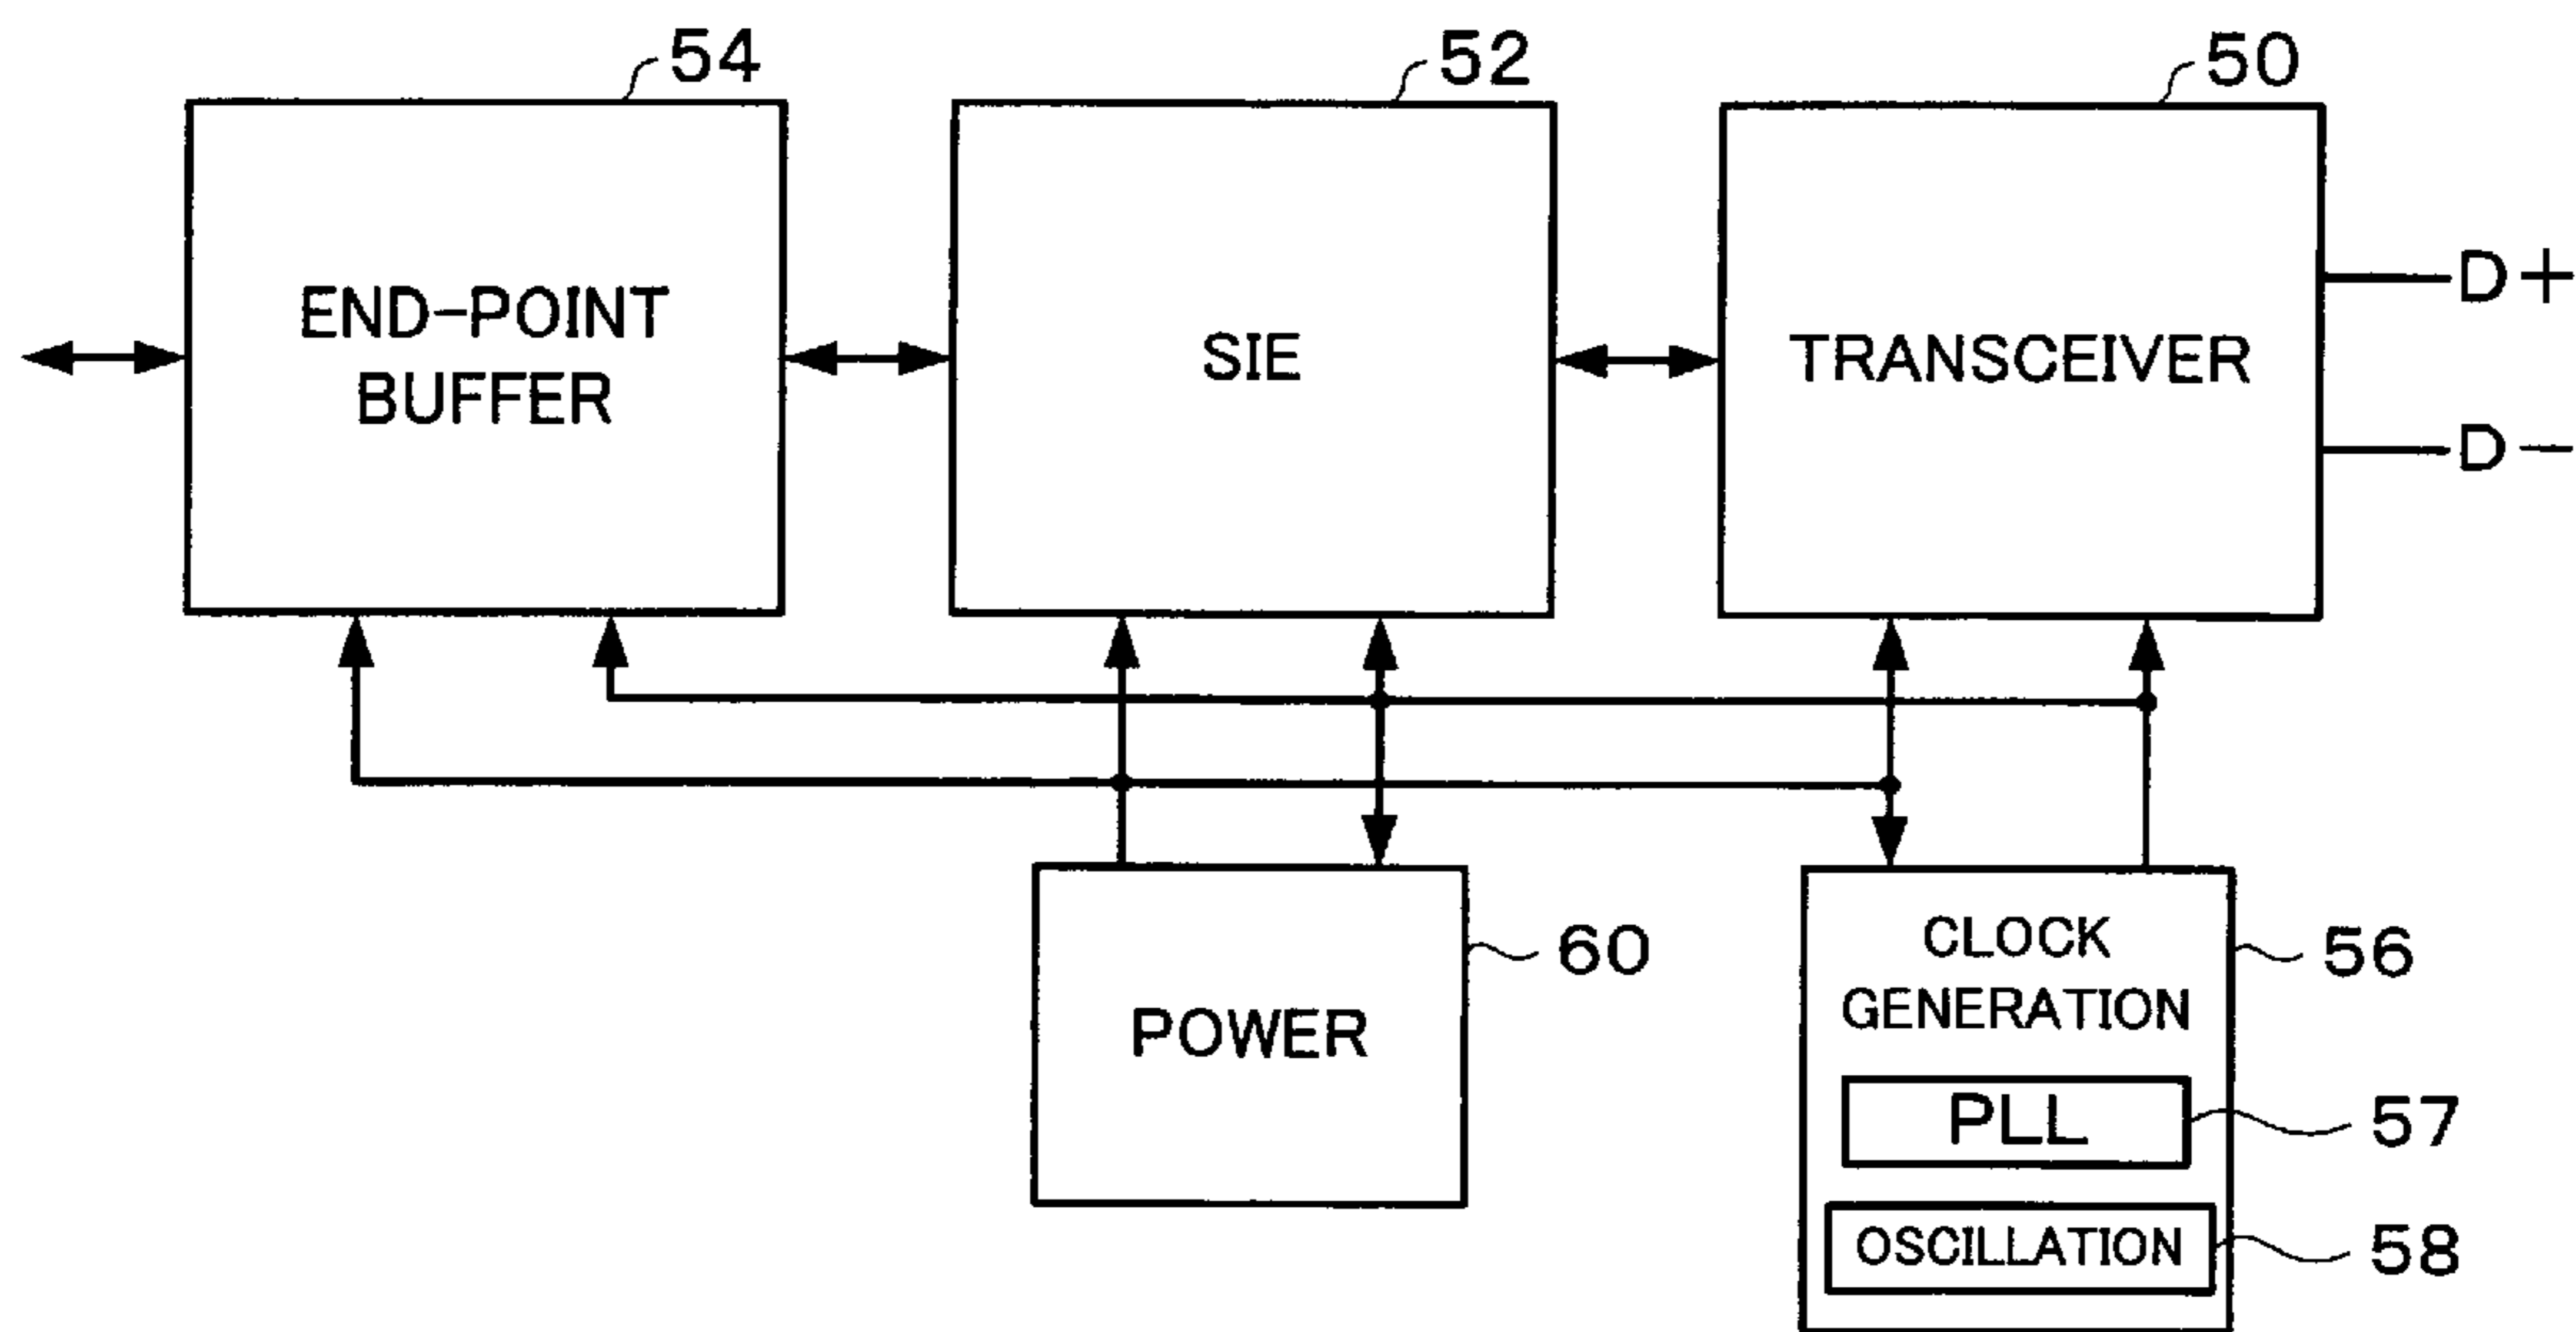 54
52
50
END-POINT
BUFFER
SIE
TRANSCEIVER
D+
D-
60
POWER
CLOCK
GENERATION
56
PLL
57
OSCILLATION
58